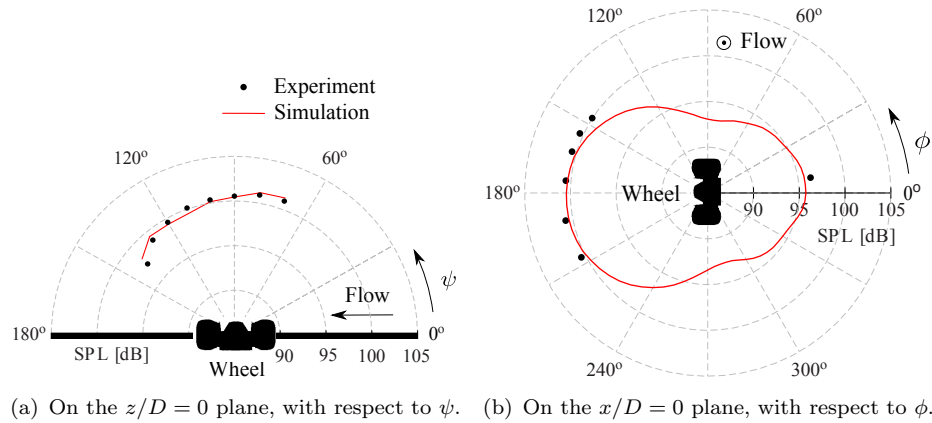 Experiment
Simulation
120º
60º
ψ
Flow
180º
0º
SPL [dB]
90
95
100
105
Wheel
(a) On the z/D = 0 plane, with respect to ψ.
120º
60º
Flow
ϕ
180º
Wheel
0º
90
95
100
105
SPL [dB]
240º
300º
(b) On the x/D = 0 plane, with respect to ϕ.